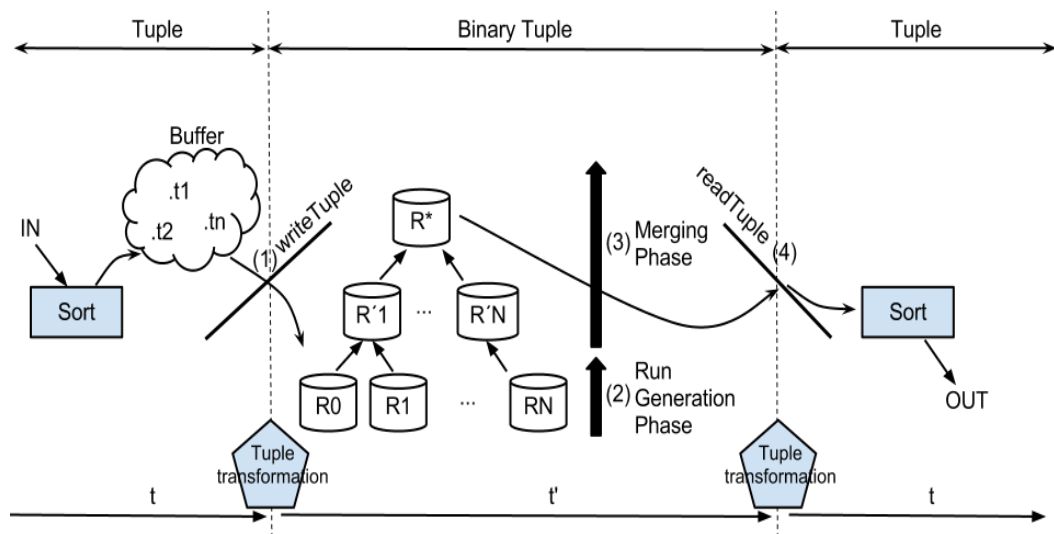 Tuple
Binary Tuple
Tuple
Buffer
.t1
.t2
.tn
IN
Sort
(1)
writeTuple
R*
R´1
...
R´N
R0
R1
...
RN
(3) Merging
Phase
(2) Run
Generation
Phase
readTuple
(4)
Sort
OUT
Tuple
transformation
Tuple
transformation
t
t'
t